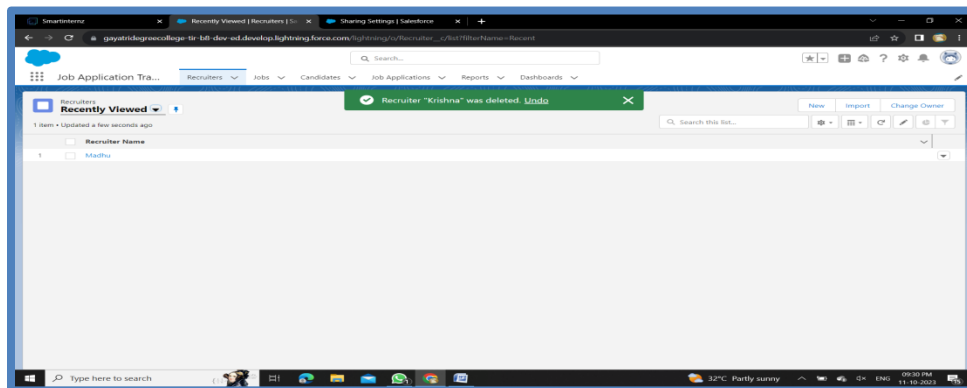 Smartinternz
Recently Viewed | Recruiters | Sa
Sharing Settings | Salesforce
gayatridegreecollege-tir-b8-dev-ed.develop.lightning.force.com/lightning/o/Recruiter__c/list?filterName=Recent
Search...
Job Application Tra...
Recruiters
Jobs
Candidates
Job Applications
Reports
Dashboards
Recruiters
Recently Viewed
Recruiter "Krishna" was deleted. Undo
New
Import
Change Owner
1 item • Updated a few seconds ago
Search this list...
Recruiter Name
1 Madhu
Type here to search
32°C Partly sunny
ENG
09:30 PM
11-10-2023